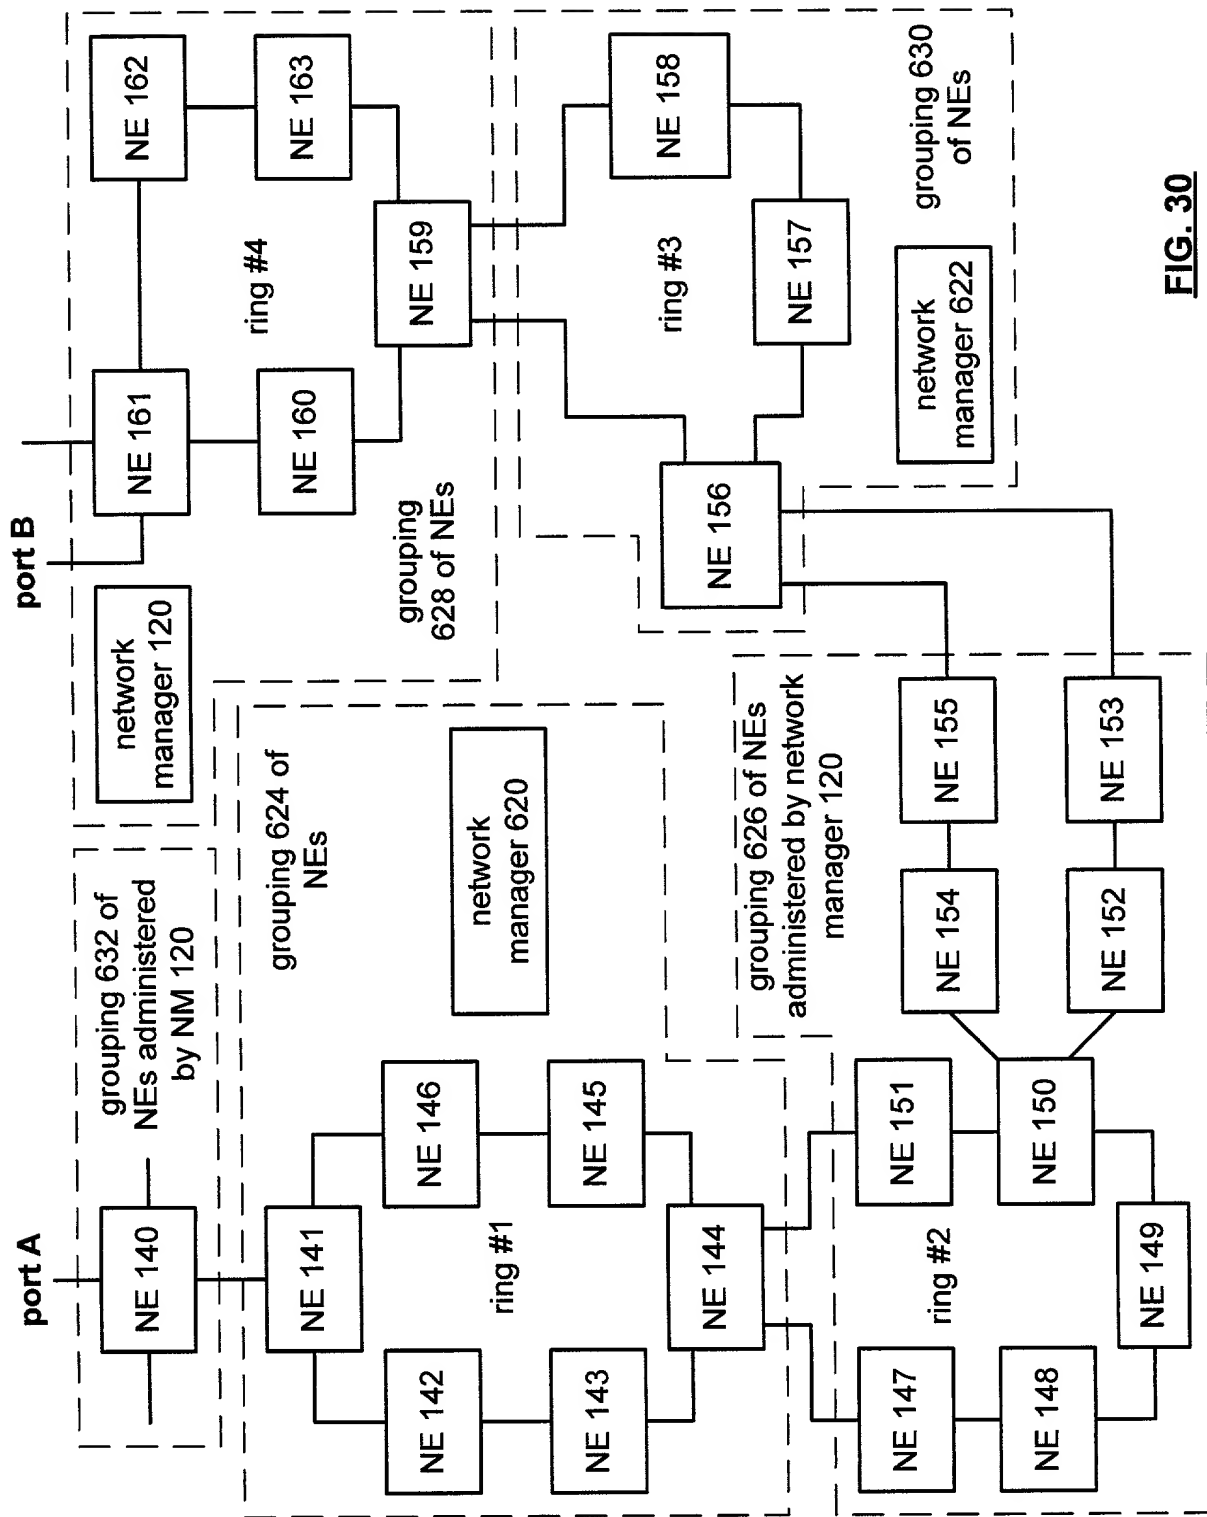 port A
NE 140
grouping 632 of
NEs administered
by NM 120
port B
network
manager 120
NE 161
NE 162
NE 160
NE 163
ring #4
NE 159
grouping
628 of NEs
NE 141
NE 142
NE 146
ring #1
NE 143
NE 145
NE 144
grouping 624 of
NEs
network
manager 620
NE 156
ring #3
NE 158
NE 157
grouping 630
of NEs
network
manager 622
grouping 626 of NEs
administered by network
manager 120
NE 147
NE 151
ring #2
NE 148
NE 150
NE 149
NE 154
NE 155
NE 152
NE 153
FIG. 30